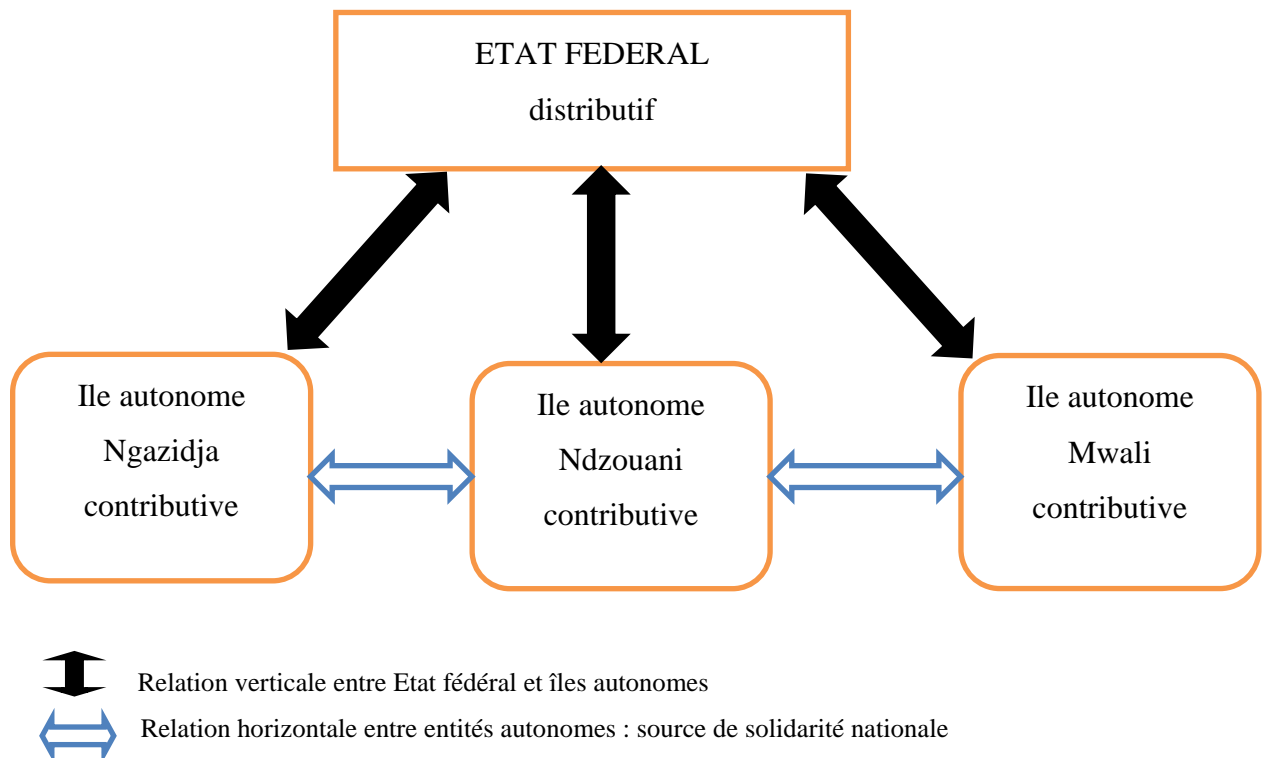 ETAT FEDERAL
distributif
Ile autonome
Ngazidja
contributive
Ile autonome
Ndzouani
contributive
Ile autonome
Mwali
contributive
Relation verticale entre Etat fédéral et îles autonomes
Relation horizontale entre entités autonomes : source de solidarité nationale